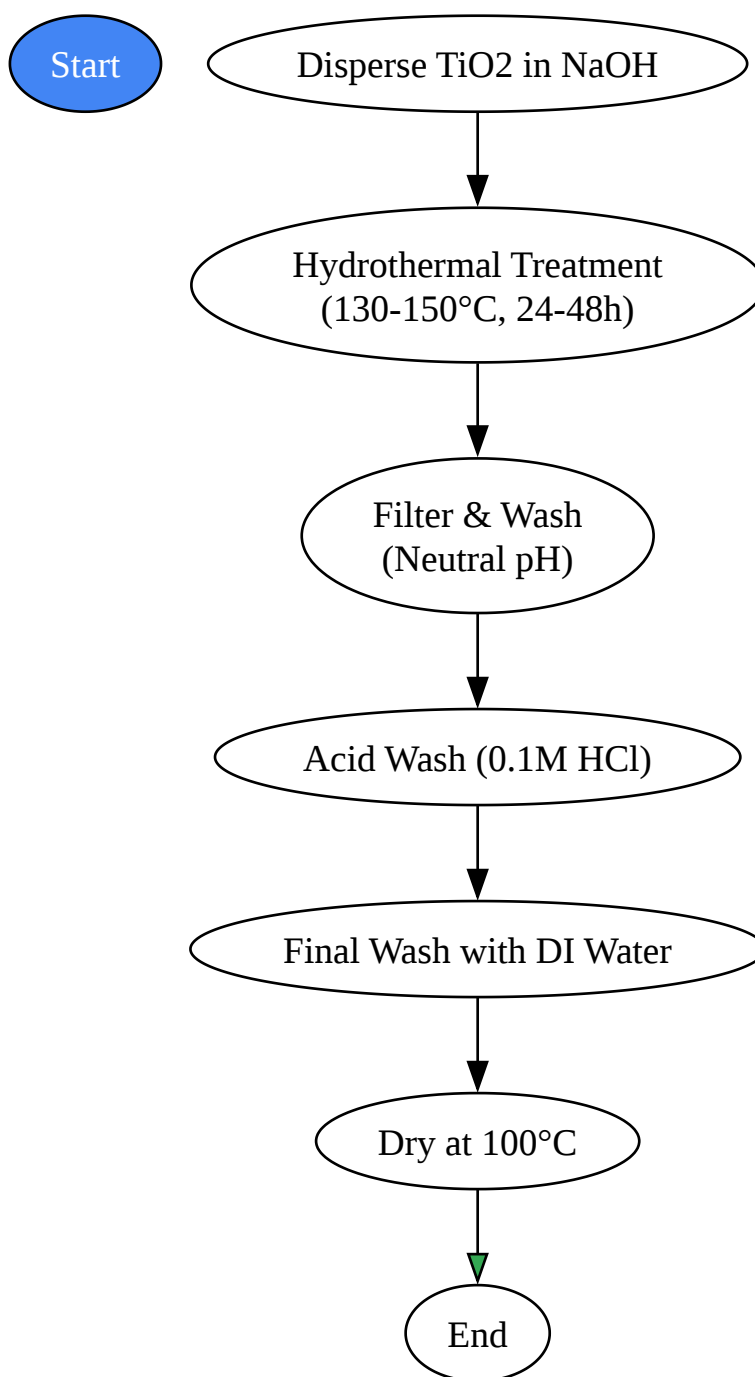 Start
Disperse TiO2 in NaOH
Hydrothermal Treatment
(130-150°C, 24-48h)
Filter & Wash
(Neutral pH)
Acid Wash (0.1M HCl)
Final Wash with DI Water
Dry at 100°C
End